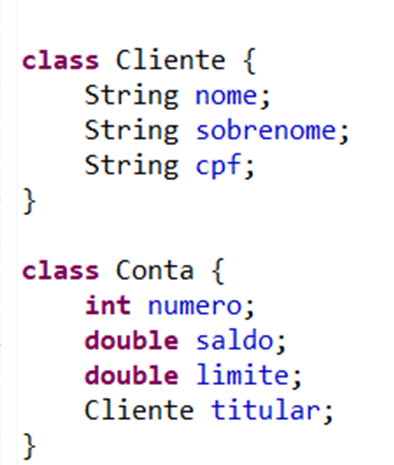 class Cliente {
    String nome;
    String sobrenome;
    String cpf;
}
class Conta {
    int numero;
    double saldo;
    double limite;
    Cliente titular;
}